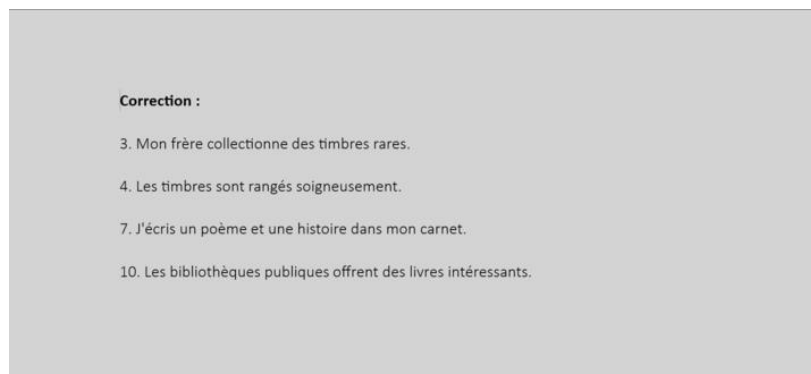 Correction :
3. Mon frère collectionne des timbres rares.
4. Les timbres sont rangés soigneusement.
7. J'écris un poème et une histoire dans mon carnet.
10. Les bibliothèques publiques offrent des livres intéressants.